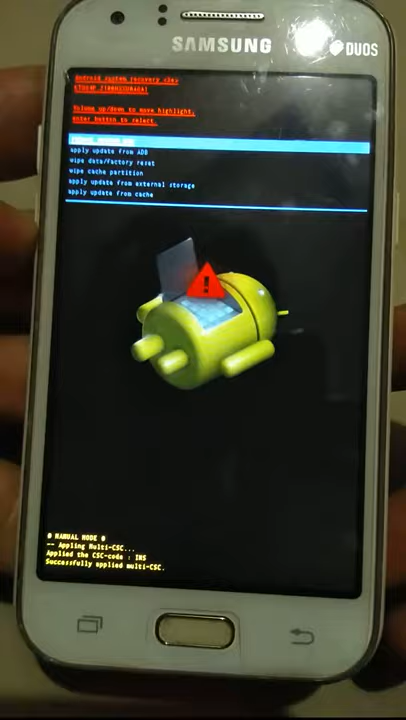 SAMSUNG
DUOS
Android system recovery <3e>
Volume up/down to move highlight;
enter button to select.
reboot system now
apply update from ADB
wipe data/factory reset
wipe cache partition
apply update from external storage
apply update from cache
# MANUAL MODE #
-- Appling Multi-CSC...
Applied the CSC-code : INS
Successfully applied multi-CSC.